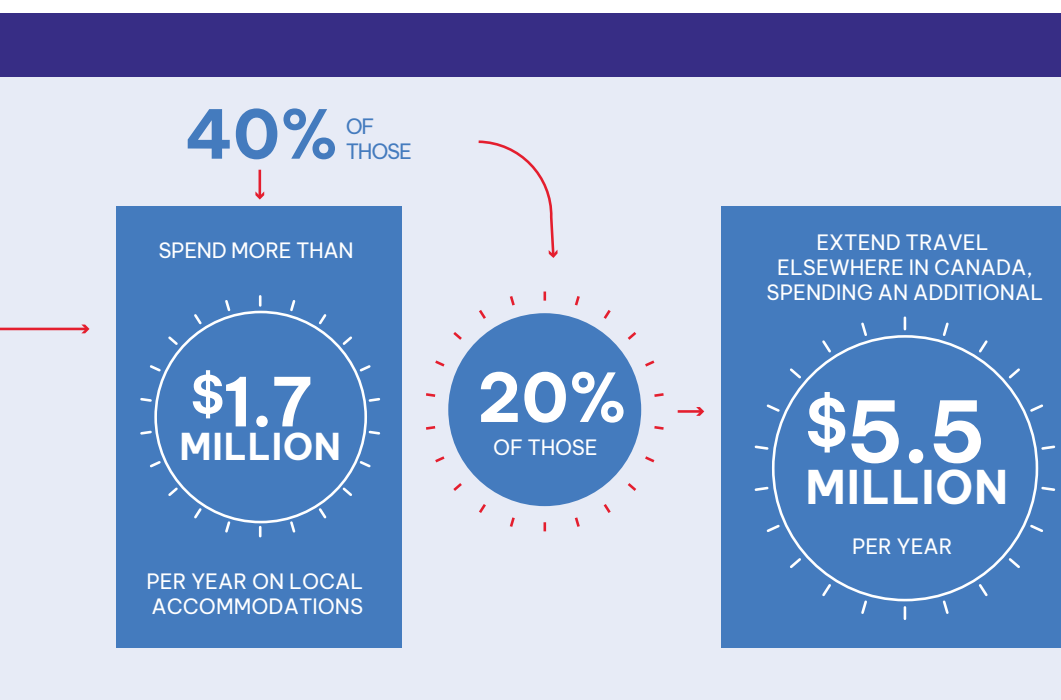 40% OF
THOSE
SPEND MORE THAN
$1.7
MILLION
PER YEAR ON LOCAL
ACCOMMODATIONS
20%
OF THOSE
EXTEND TRAVEL
ELSEWHERE IN CANADA,
SPENDING AN ADDITIONAL
$5.5
MILLION
PER YEAR